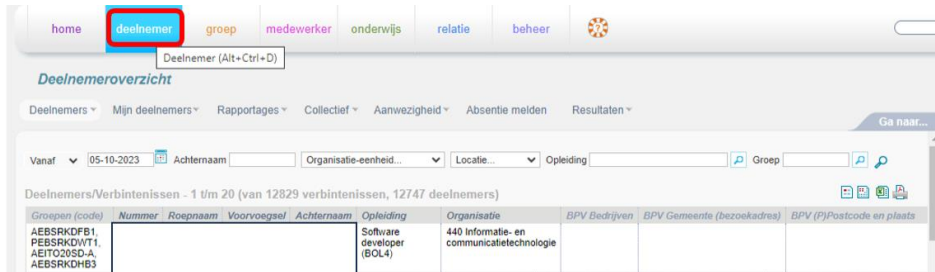 home deelnemer groep medewerker onderwijs relatie beheer
Deelnemer (Alt+Ctrl+D)
Deelnemeroverzicht
Deelnemers Mijn deelnemers Rapportages Collectief Aanwezigheid Absentie melden Resultaten
Ga naar...
Vanaf 05-10-2023 Achternaam Organisatie-eenheid... Locatie... Opleiding Groep
Deelnemers/Verbintenissen - 1 t/m 20 (van 12829 verbintenissen, 12747 deelnemers)
Groepen (code) Nummer Roepnaam Voorvoegsel Achternaam Opleiding Organisatie BPV Bedrijven BPV Gemeente (bezoekadres) BPV (P)Postcode en plaats
AEBSRKDFB1, Software 440 Informatie- en
PEBSRKDWT1, developer communicatietechnologie
AEITO20SD-A, (BOL4)
AEBSRKDHB3